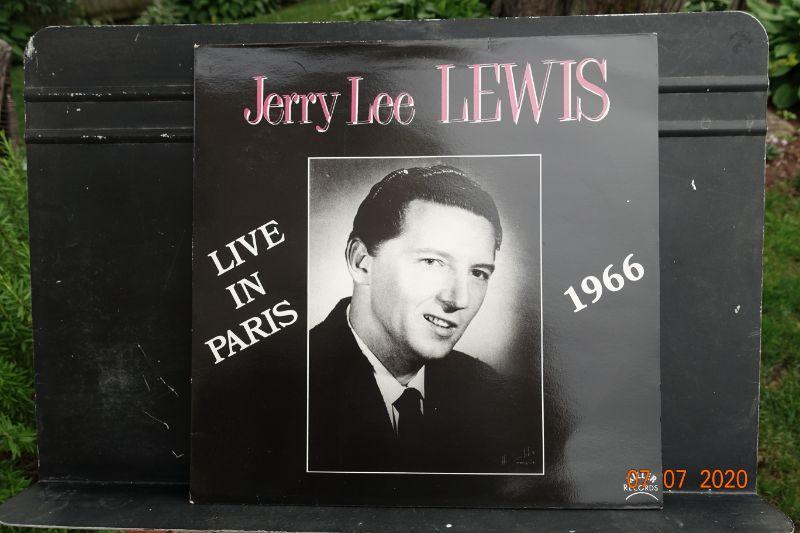 Jerry Lee LEWIS
LIVE
IN
PARIS
1966
RECORDS
07 07 2020